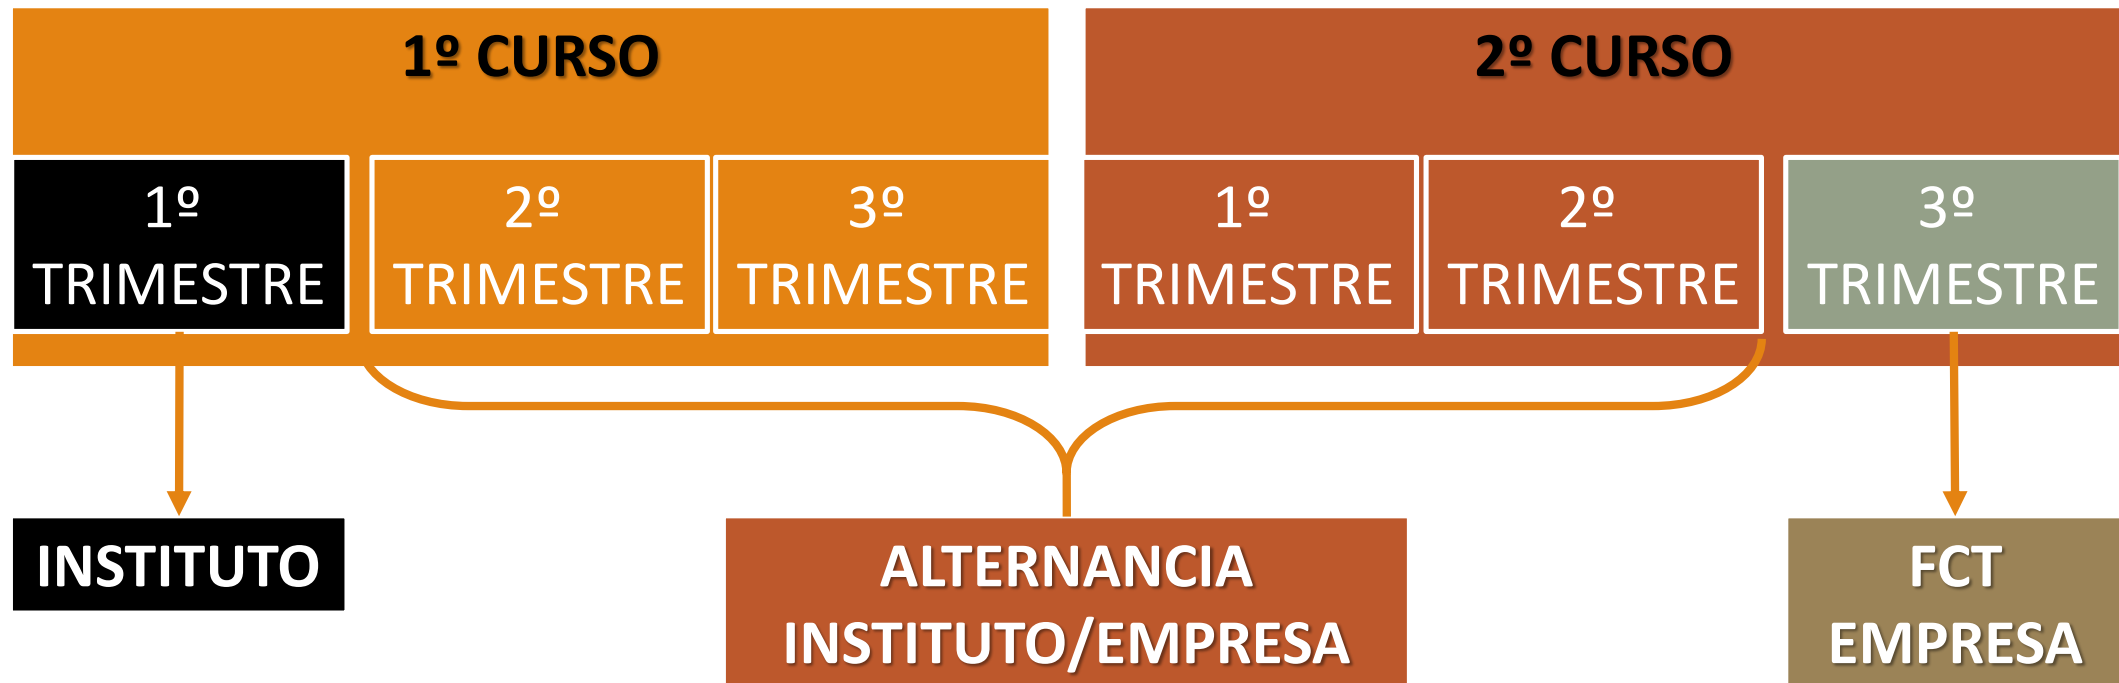 1º CURSO
2º CURSO
1º
TRIMESTRE
2º
TRIMESTRE
3º
TRIMESTRE
1º
TRIMESTRE
2º
TRIMESTRE
3º
TRIMESTRE
INSTITUTO
ALTERNANCIA
INSTITUTO/EMPRESA
FCT
EMPRESA